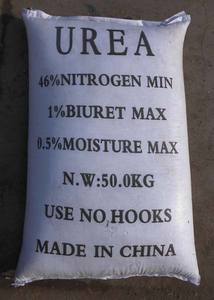 UREA
46%NITROGEN MIN
1%BIURET MAX
0.5%MOISTURE MAX
N.W:50.0KG
USE NO HOOKS
MADE IN CHINA